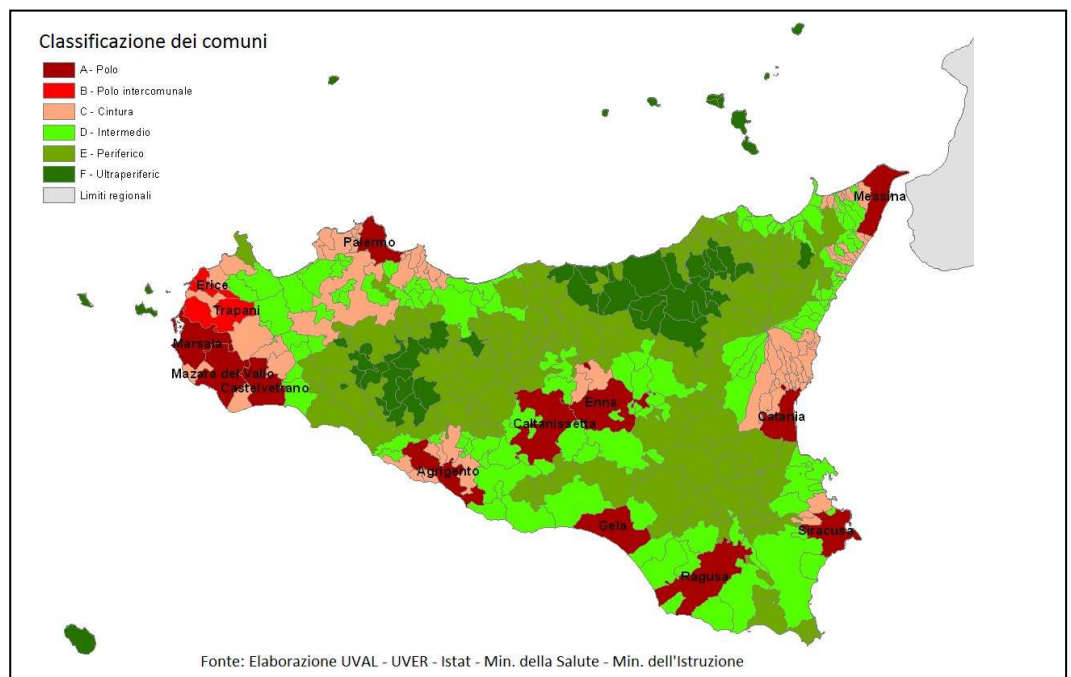 Classificazione dei comuni
A - Polo
B - Polo intercomunale
C - Cintura
D - Intermedio
E - Periferico
F - Ultraperiferic
Limiti regionali
Messina
Palermo
Erice
Trapani
Marsala
Mazara del Vallo
Castelvetrano
Enna
Caltanissetta
Catania
Agrigento
Gela
Siracusa
Ragusa
Fonte: Elaborazione UVAL - UVER - Istat - Min. della Salute - Min. dell'Istruzione